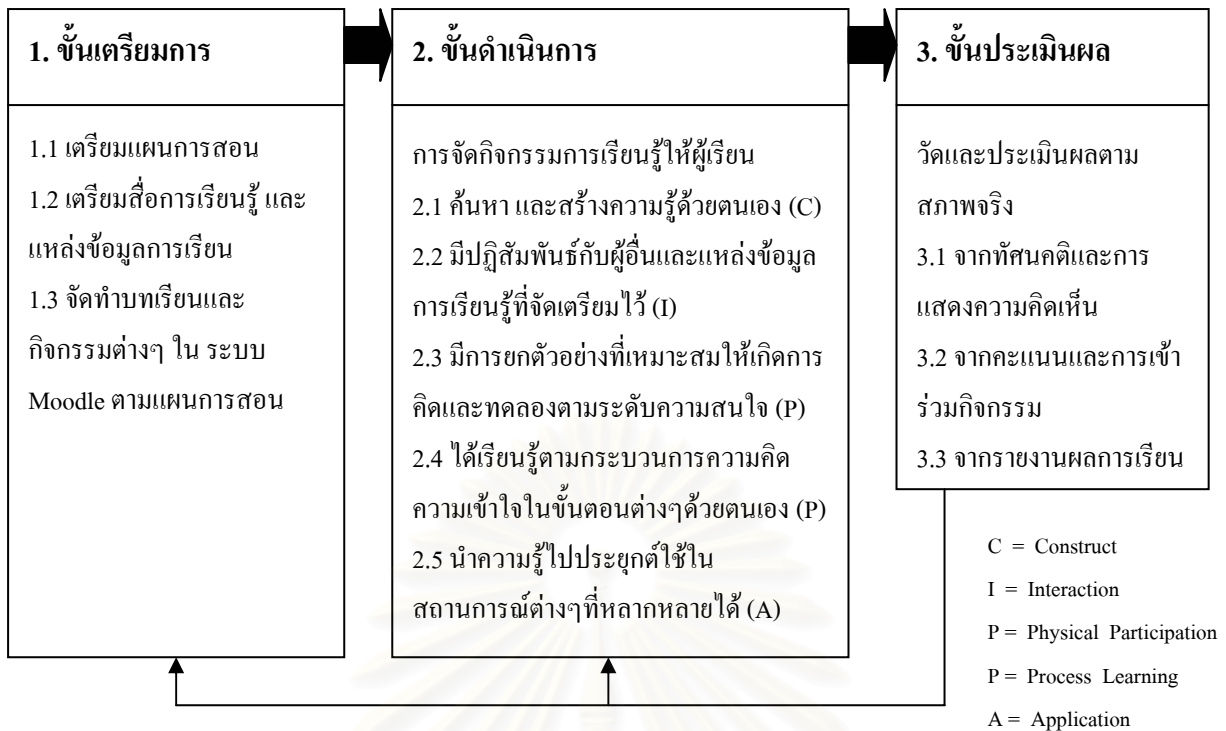 1. ขั้นเตรียมการ
1.1 เตรียมแผนการสอน
1.2 เตรียมสื่อการเรียนรู้ และ
แหล่งข้อมูลการเรียน
1.3 จัดทำบทเรียนและ
กิจกรรมต่างๆ ใน ระบบ
Moodle ตามแผนการสอน
2. ขั้นดำเนินการ
การจัดกิจกรรมการเรียนรู้ให้ผู้เรียน
2.1 ค้นหา และสร้างความรู้ด้วยตนเอง (C)
2.2 มีปฏิสัมพันธ์กับผู้อื่นและแหล่งข้อมูล
การเรียนรู้ที่จัดเตรียมไว้ (I)
2.3 มีการยกตัวอย่างที่เหมาะสมให้เกิดการ
คิดและทดลองตามระดับความสนใจ (P)
2.4 ได้เรียนรู้ตามกระบวนการความคิด
ความเข้าใจในขั้นตอนต่างๆด้วยตนเอง (P)
2.5 นำความรู้ไปประยุกต์ใช้ใน
สถานการณ์ต่างๆที่หลากหลายได้ (A)
3. ขั้นประเมินผล
วัดและประเมินผลตาม
สภาพจริง
3.1 จากทัศนคติและการ
แสดงความคิดเห็น
3.2 จากคะแนนและการเข้า
ร่วมกิจกรรม
3.3 จากรายงานผลการเรียน
C = Construct
I = Interaction
P = Physical Participation
P = Process Learning
A = Application